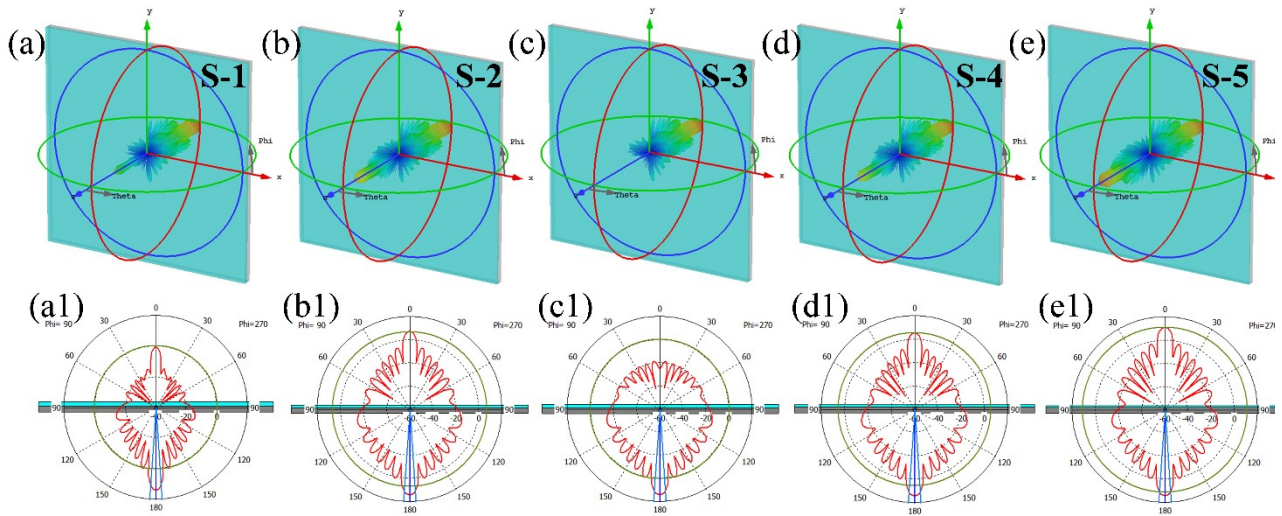 (a) y S-1 Phi x Theta
(b) y S-2 Phi x Theta
(c) y S-3 Phi x Theta
(d) y S-4 Phi x Theta
(e) y S-5 Phi x Theta
(a1) 0 Phi= 90 30 30 Phi=270 60 60 90 -20 0 90 120 120 150 150 180
(b1) 0 Phi= 90 30 30 Phi=270 60 60 90 -60 -40 -20 0 90 120 120 150 150 180
(c1) 0 Phi= 90 30 30 Phi=270 60 60 90 -60 -40 -20 0 90 120 120 150 150 180
(d1) 0 Phi= 90 30 30 Phi=270 60 60 90 -60 -40 -20 0 90 120 120 150 150 180
(e1) 0 Phi= 90 30 30 Phi=270 60 60 90 -60 -40 -20 0 90 120 120 150 150 180